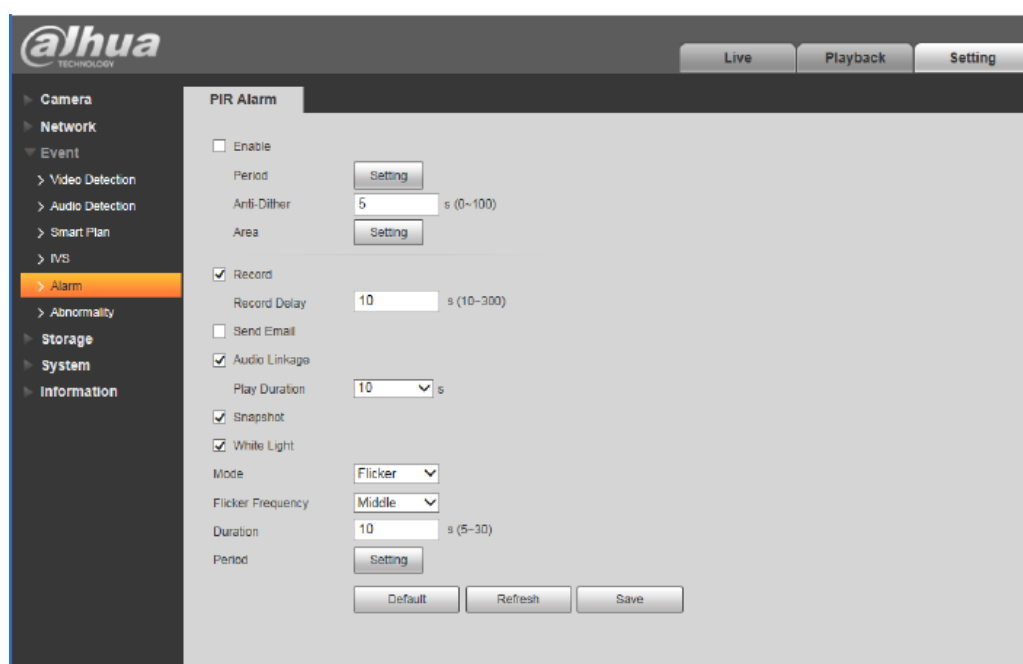 alhua
TECHNOLOGY
Live
Playback
Setting
Camera
Network
Event
Video Detection
Audio Detection
Smart Plan
IVS
Alarm
Abnormality
Storage
System
Information
PIR Alarm
Enable
Period Setting
Anti-Dither 5 s (0~100)
Area Setting
Record
Record Delay 10 s (10~300)
Send Email
Audio Linkage
Play Duration 10 s
Snapshot
White Light
Mode Flicker
Flicker Frequency Middle
Duration 10 s (5~30)
Period Setting
Default Refresh Save